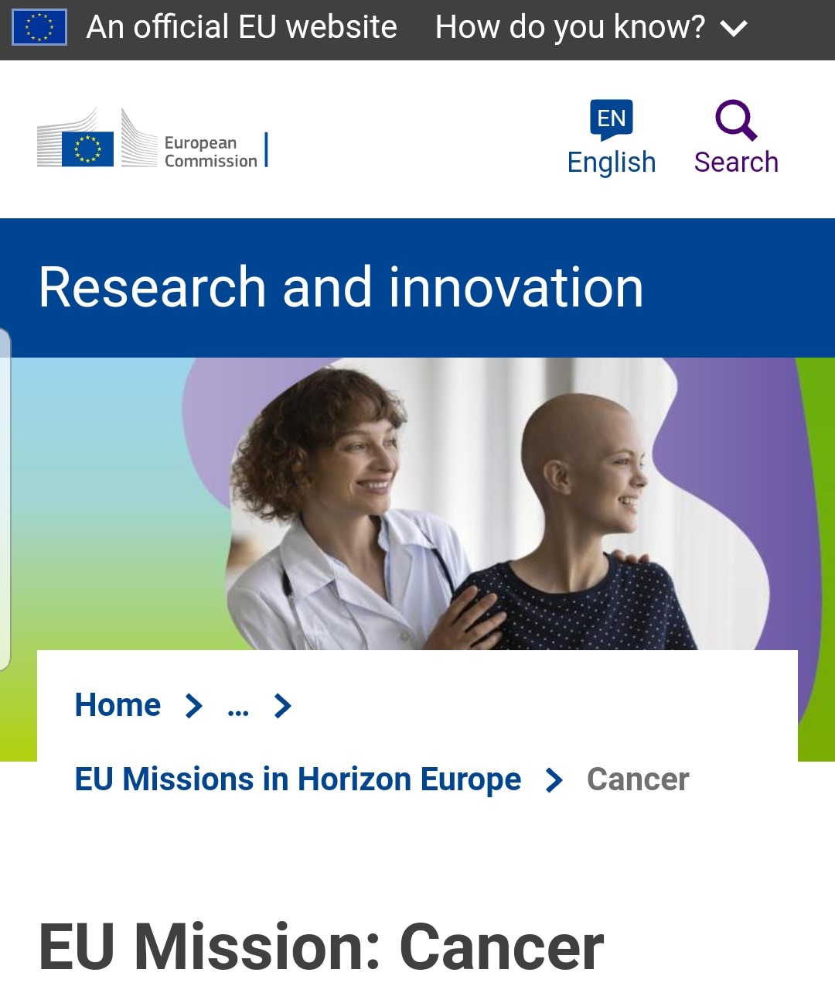 An official EU website How do you know?
European
Commission
EN
English
Search
Research and innovation
Home ...
EU Missions in Horizon Europe Cancer
EU Mission: Cancer